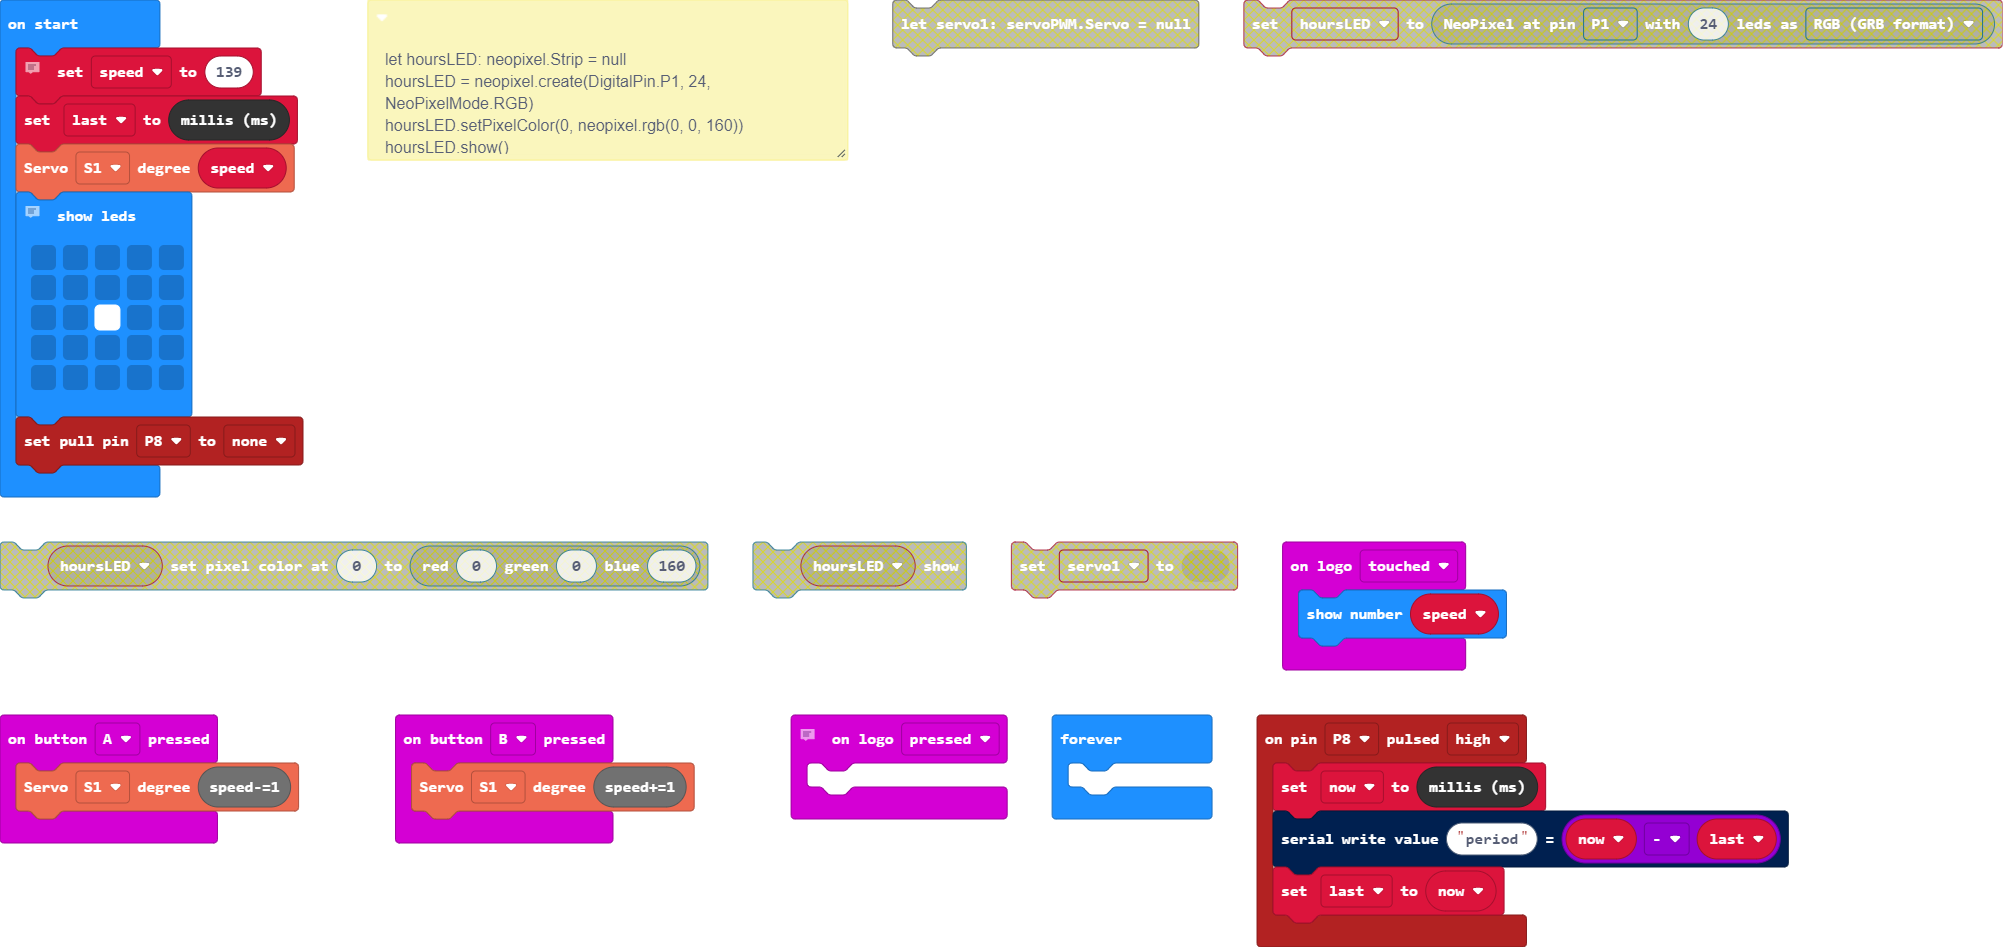 on start
set speed to 139
set last to millis (ms)
Servo S1 degree speed
show leds
set pull pin P8 to none
let hoursLED: neopixel.Strip = null
hoursLED = neopixel.create(DigitalPin.P1, 24,
NeoPixelMode.RGB)
hoursLED.setPixelColor(0, neopixel.rgb(0, 0, 160))
hoursLED.show()
let servo1: servoPWM.Servo = null
set hoursLED to NeoPixel at pin P1 with 24 leds as RGB (GRB format)
hoursLED set pixel color at 0 to red 0 green 0 blue 160
hoursLED show
set servo1 to
on logo touched
show number speed
on button A pressed
Servo S1 degree speed-=1
on button B pressed
Servo S1 degree speed+=1
on logo pressed
forever
on pin P8 pulsed high
set now to millis (ms)
serial write value "period" = now - last
set last to now